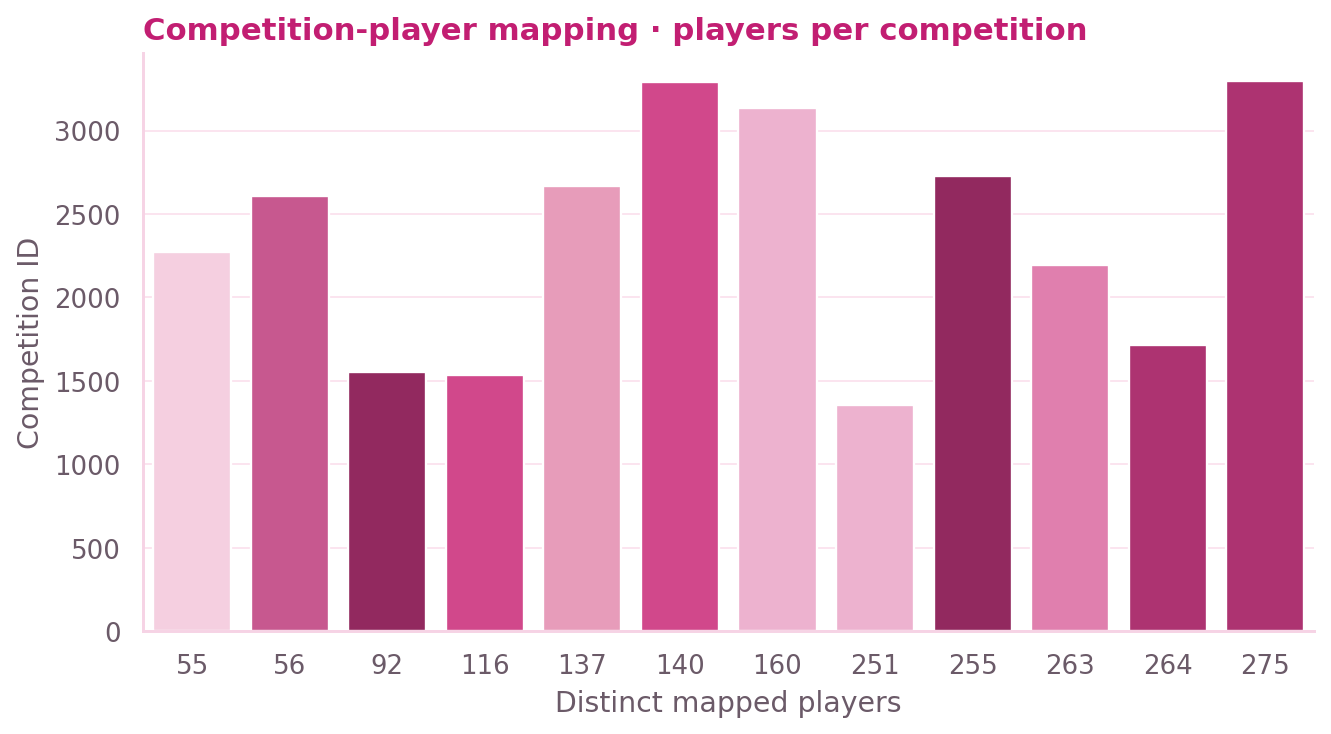 Competition-player mapping · players per competition
Competition ID
3000
2500
2000
1500
1000
500
0
55 56 92 116 137 140 160 251 255 263 264 275
Distinct mapped players